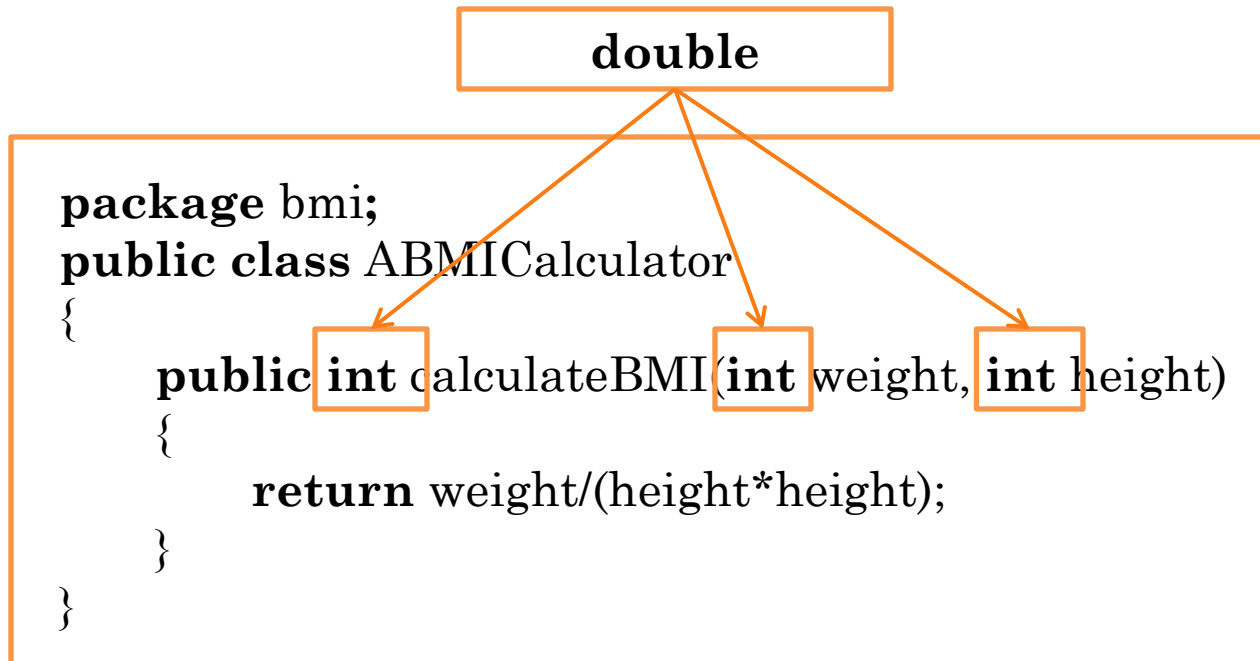 double
package bmi;
public class ABMICalculator
{
public int calculateBMI(int weight, int height)
{
return weight/(height*height);
}
}